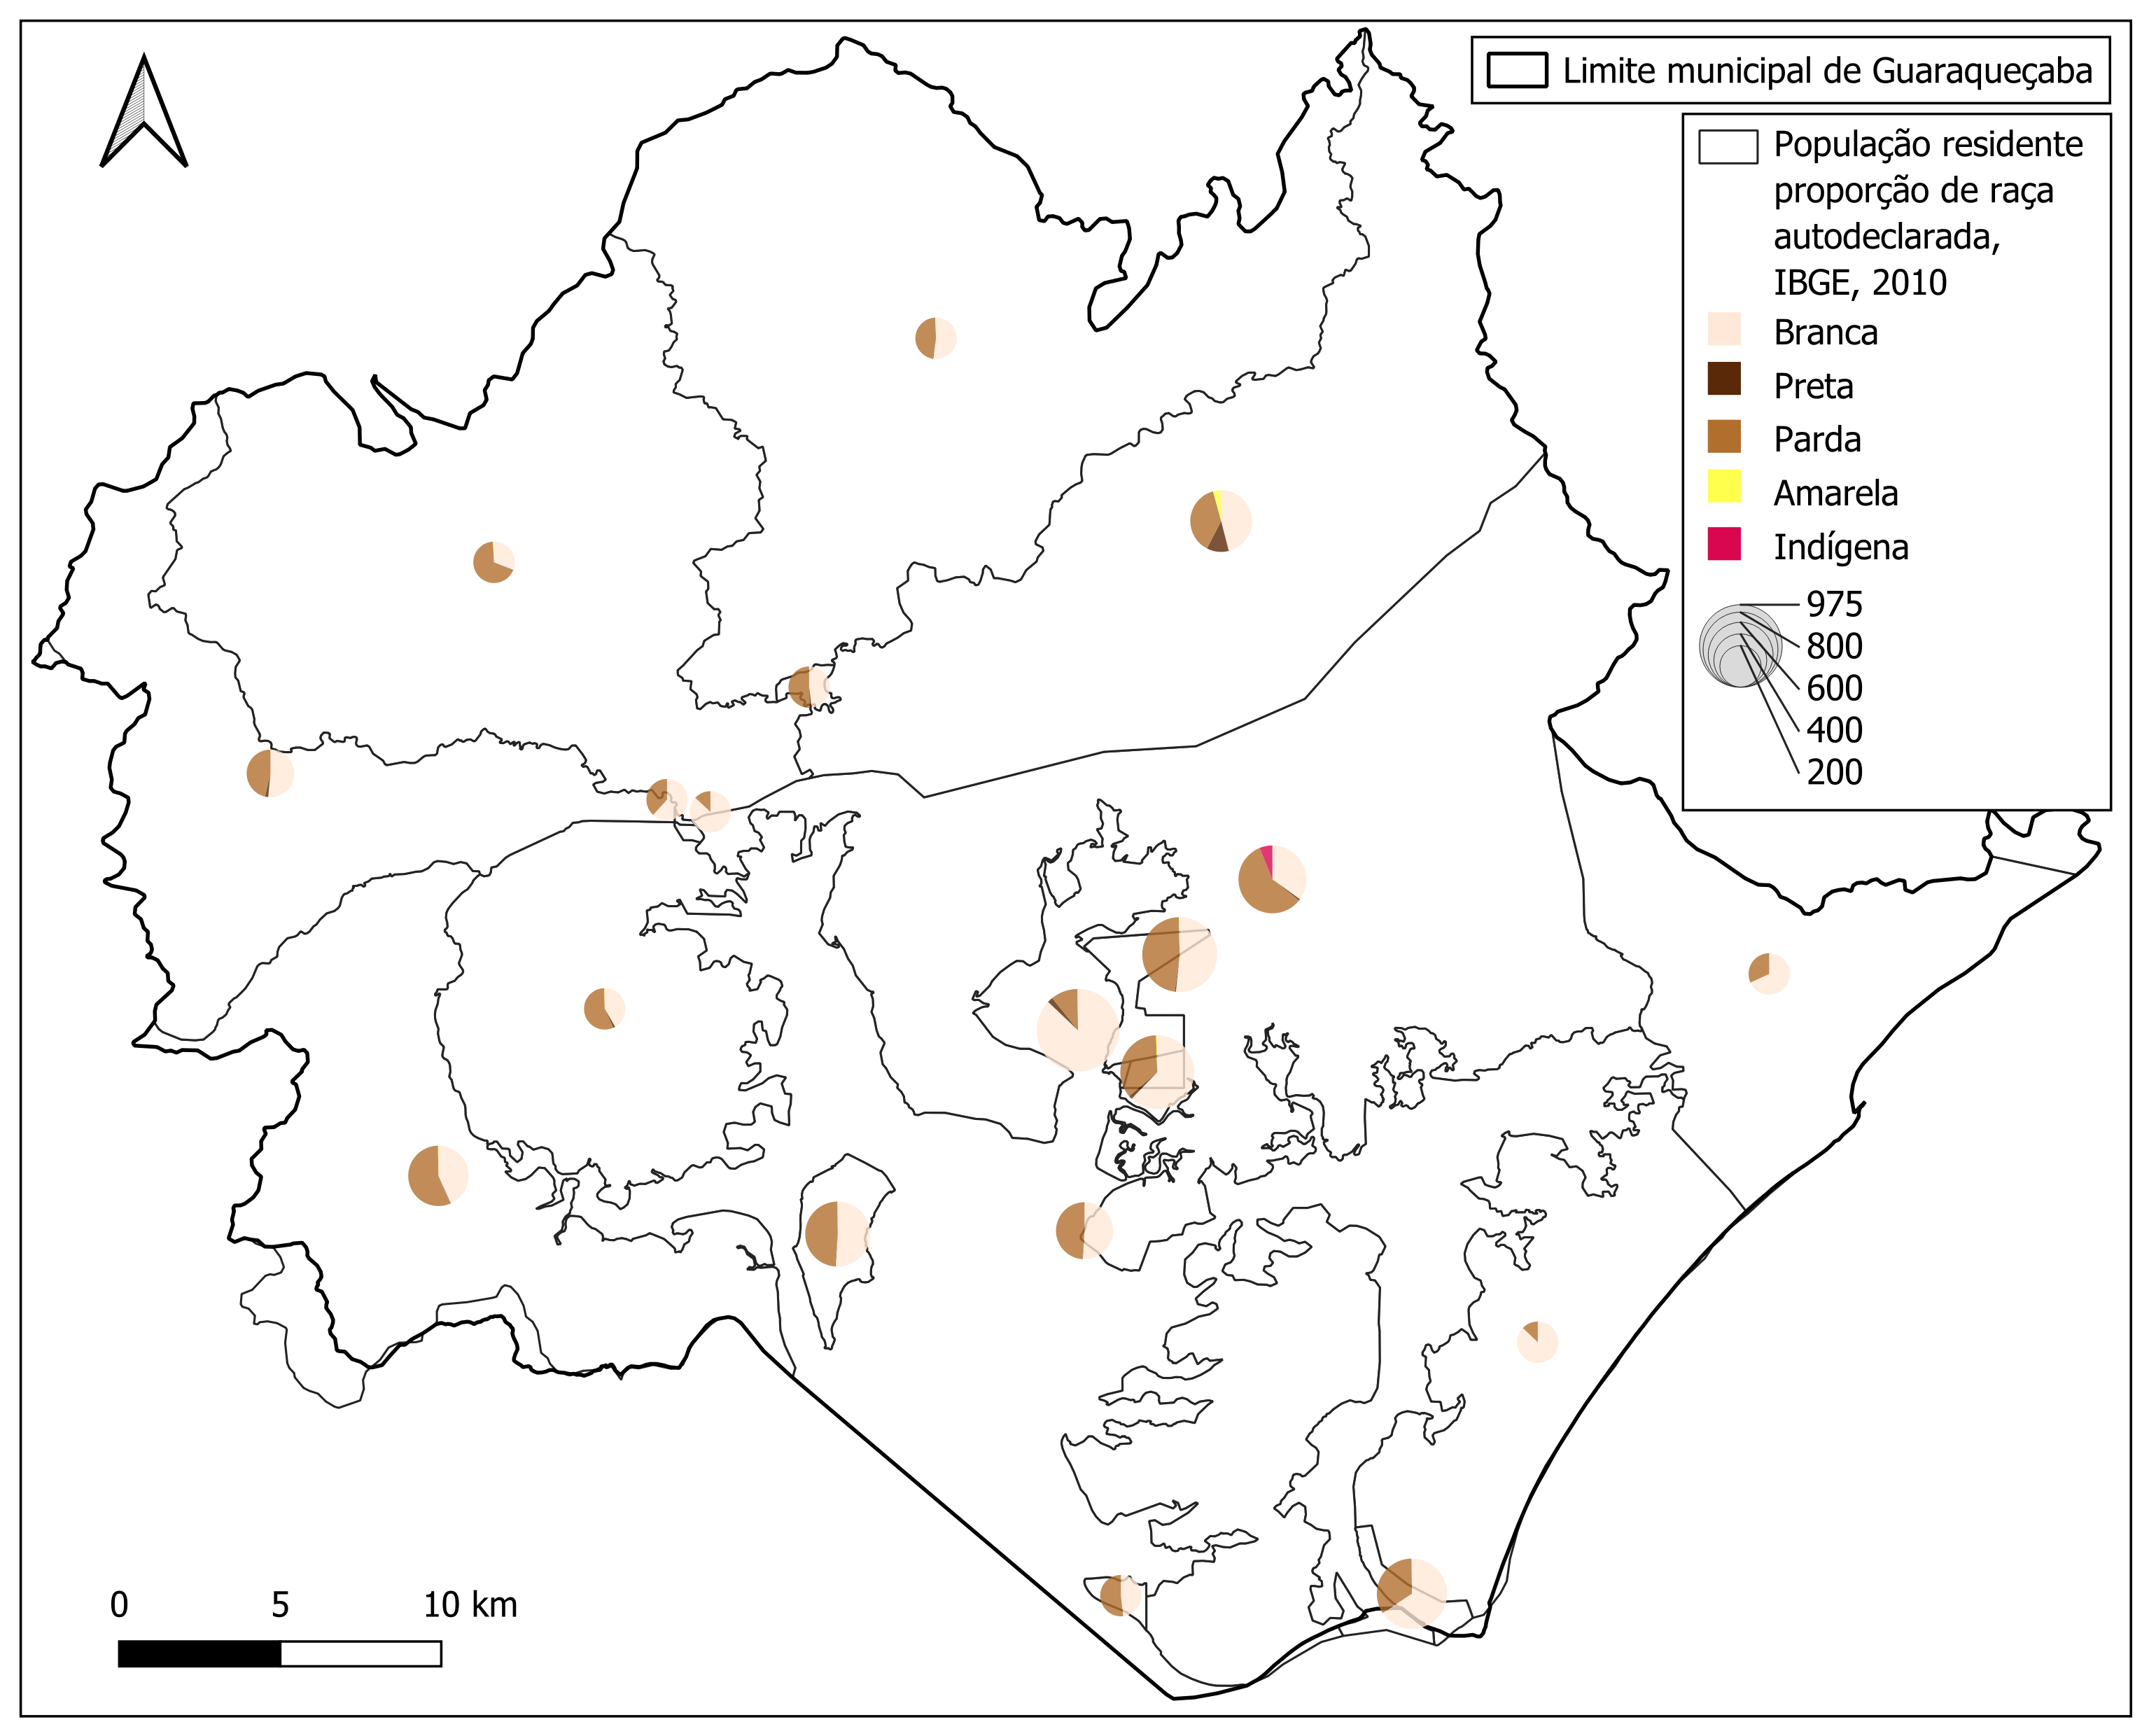 Limite municipal de Guaraqueçaba
População residente
proporção de raça
autodeclarada,
IBGE, 2010
Branca
Preta
Parda
Amarela
Indígena
975
800
600
400
200
0 5 10 km